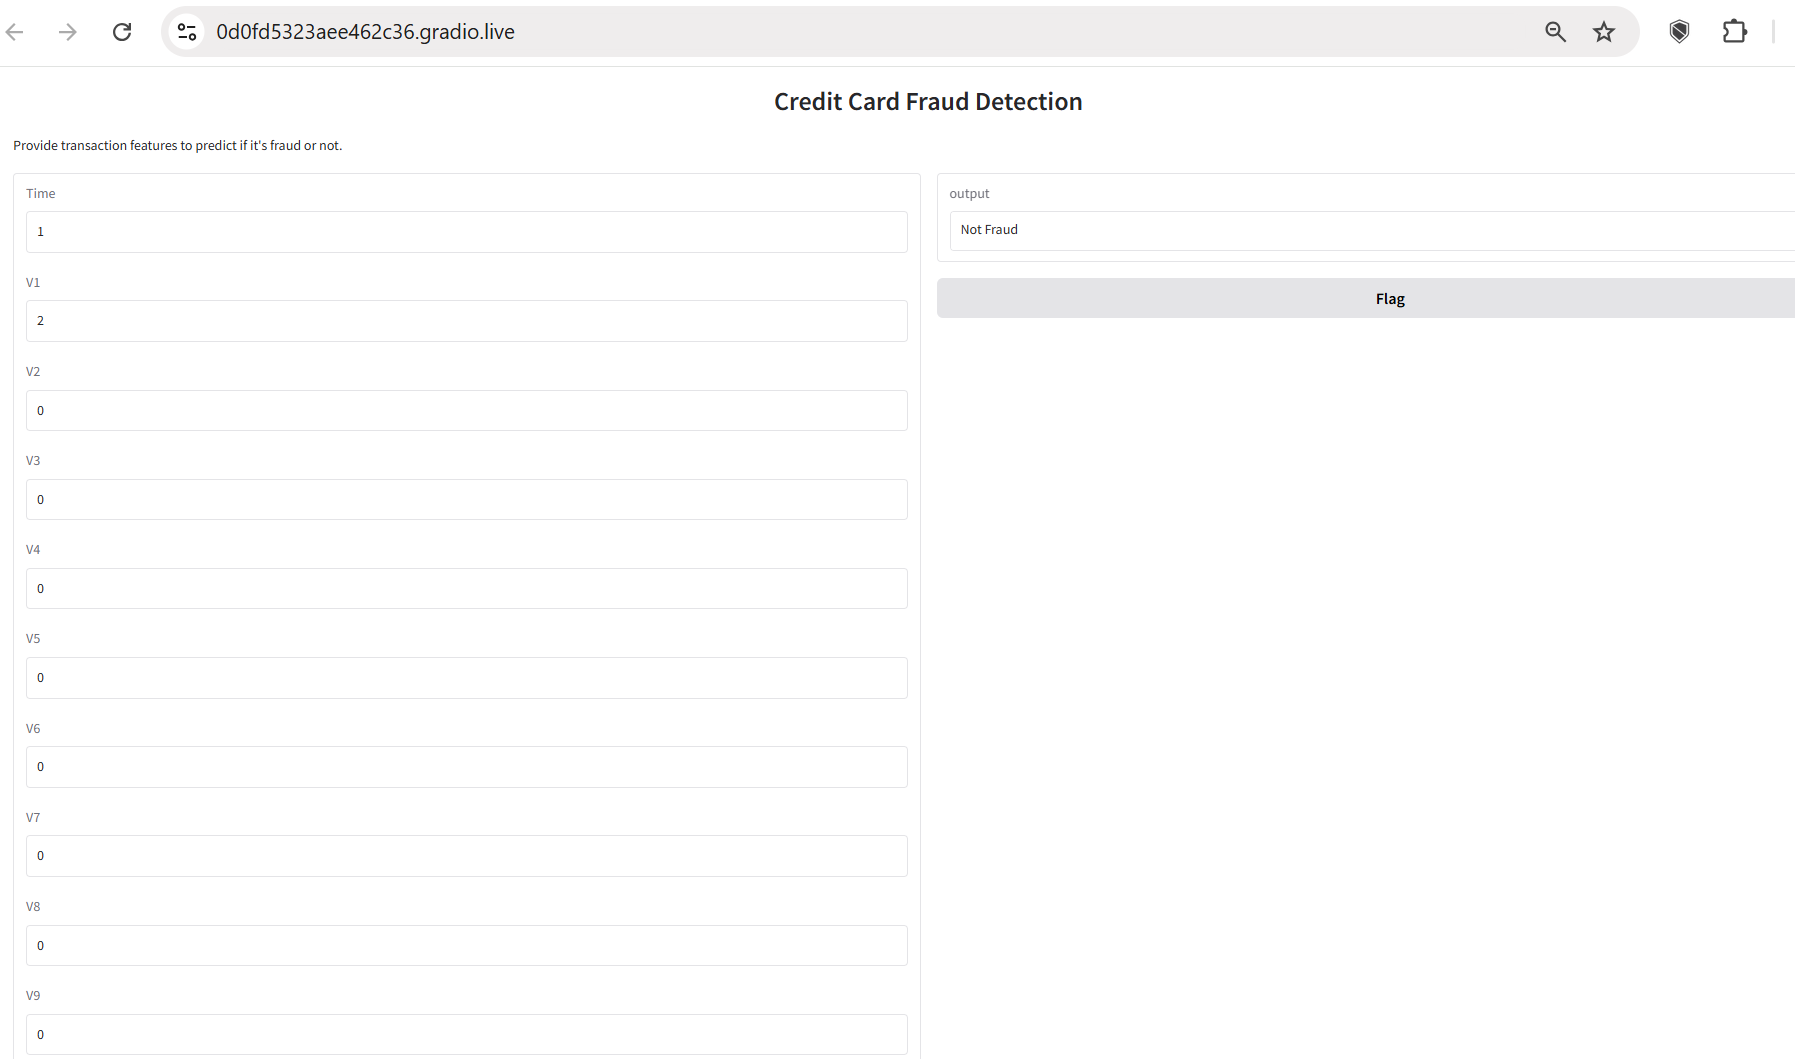 0d0fd5323aee462c36.gradio.live
Credit Card Fraud Detection
Provide transaction features to predict if it's fraud or not.
Time
1
V1
2
V2
0
V3
0
V4
0
V5
0
V6
0
V7
0
V8
0
V9
0
output
Not Fraud
Flag